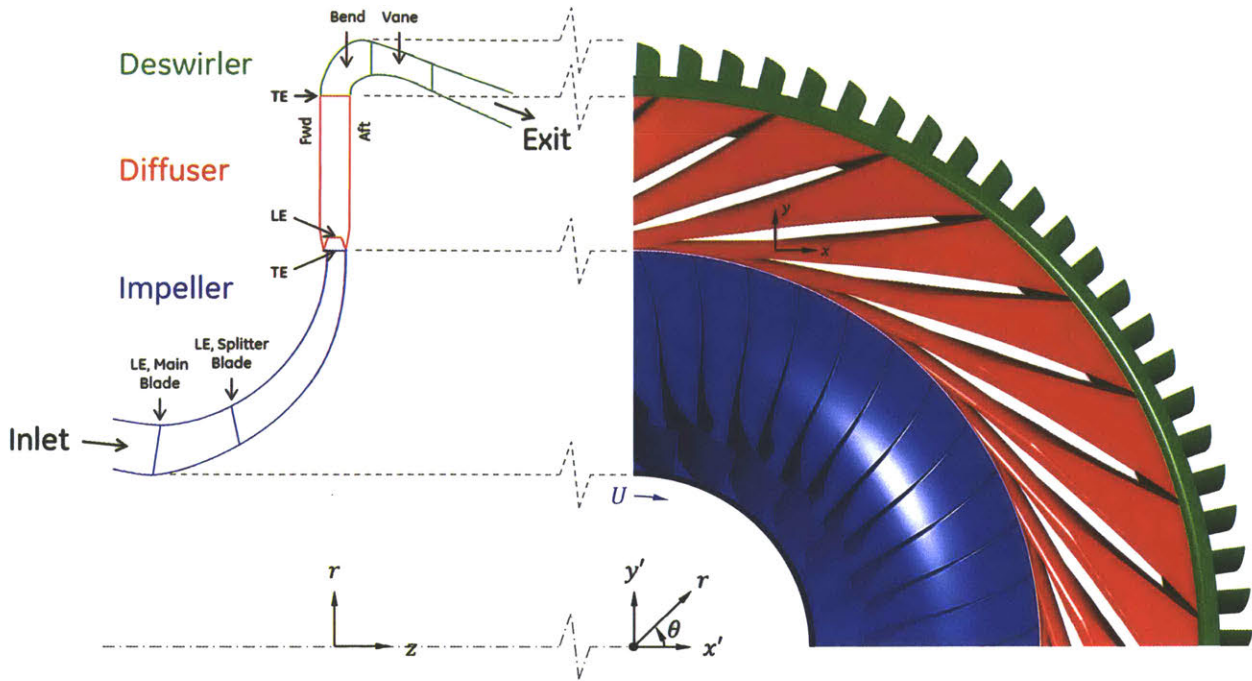 Bend
Vane
Deswirler
TE
Fwd
Aft
Exit
Diffuser
LE
TE
Impeller
LE, Splitter
Blade
LE, Main
Blade
Inlet
y
x
U
r
z
y'
r
θ
x'